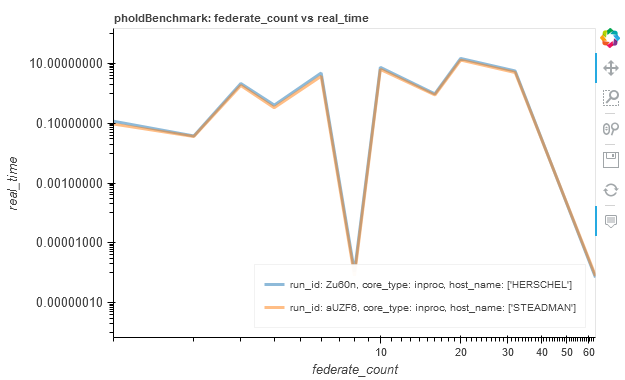 pholdBenchmark: federate_count vs real_time
10.00000000
0.10000000
0.00100000
0.00001000
0.00000010
real_time
run_id: Zu60n, core_type: inproc, host_name: ['HERSCHEL']
run_id: aUZF6, core_type: inproc, host_name: ['STEADMAN']
10 20 30 40 50 60
federate_count